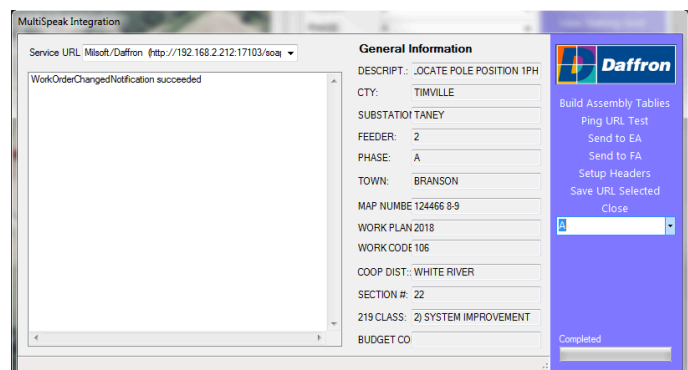 MultiSpeak Integration
Service URL Milsoft/Daffron (http://192.168.2.212:17103/soap
WorkOrderChangedNotification succeeded
General Information
DESCRIPT.: .OCATE POLE POSITION 1PH
CTY: TIMVILLE
SUBSTATION TANEY
FEEDER: 2
PHASE: A
TOWN: BRANSON
MAP NUMBE 124466 8-9
WORK PLAN 2018
WORK CODE 106
COOP DIST.: WHITE RIVER
SECTION #: 22
219 CLASS: 2) SYSTEM IMPROVEMENT
BUDGET CO
Daffron
Build Assembly Tablies
Ping URL Test
Send to EA
Send to FA
Setup Headers
Save URL Selected
Close
A
Completed